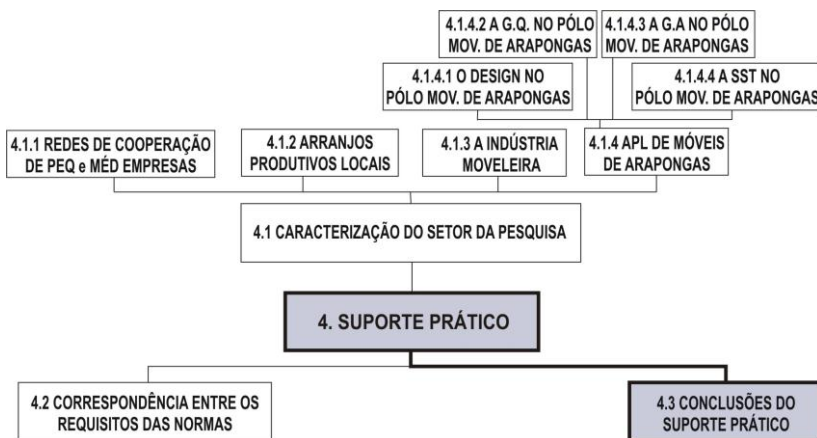 4.1.4.2 A G.Q. NO PÓLO
MOV. DE ARAPONGAS
4.1.4.3 A G.A NO PÓLO
MOV. DE ARAPONGAS
4.1.4.1 O DESIGN NO
PÓLO MOV. DE ARAPONGAS
4.1.4.4 A SST NO
PÓLO MOV. DE ARAPONGAS
4.1.1 REDES DE COOPERAÇÃO
DE PEQ e MÉD EMPRESAS
4.1.2 ARRANJOS
PRODUTIVOS LOCAIS
4.1.3 A INDÚSTRIA
MOVELEIRA
4.1.4 APL DE MÓVEIS
DE ARAPONGAS
4.1 CARACTERIZAÇÃO DO SETOR DA PESQUISA
4. SUPORTE PRÁTICO
4.2 CORRESPONDÊNCIA ENTRE OS
REQUISITOS DAS NORMAS
4.3 CONCLUSÕES DO
SUPORTE PRÁTICO